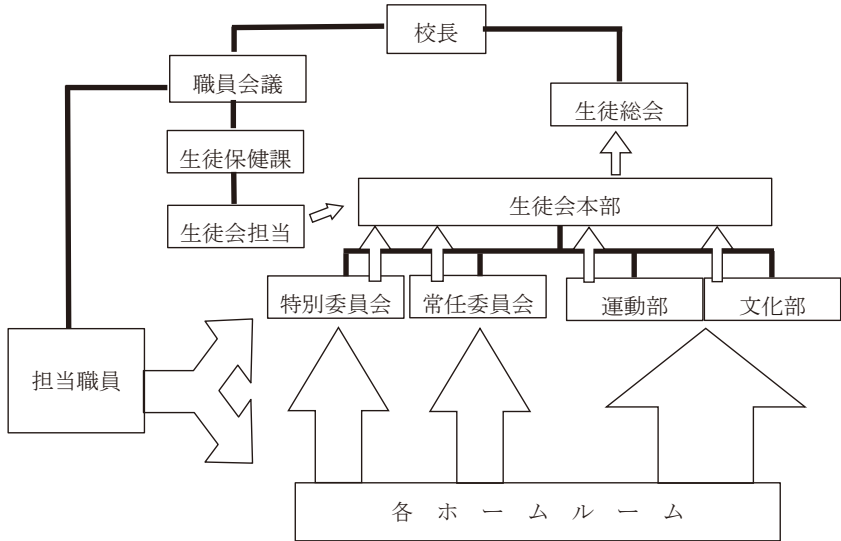 校長
職員会議
生徒総会
生徒保健課
生徒会本部
生徒会担当
特別委員会
常任委員会
運動部
文化部
担当職員
各ホームルーム